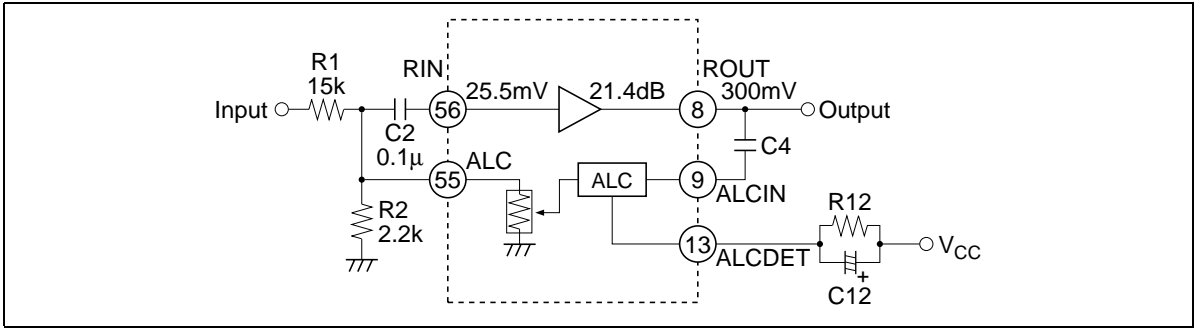 R1
15k
Input
RIN
56
25.5mV
21.4dB
ROUT
300mV
8
Output
C2
0.1µ
C4
55
ALC
ALC
9
ALCIN
R2
2.2k
13
ALCDET
R12
VCC
+
C12